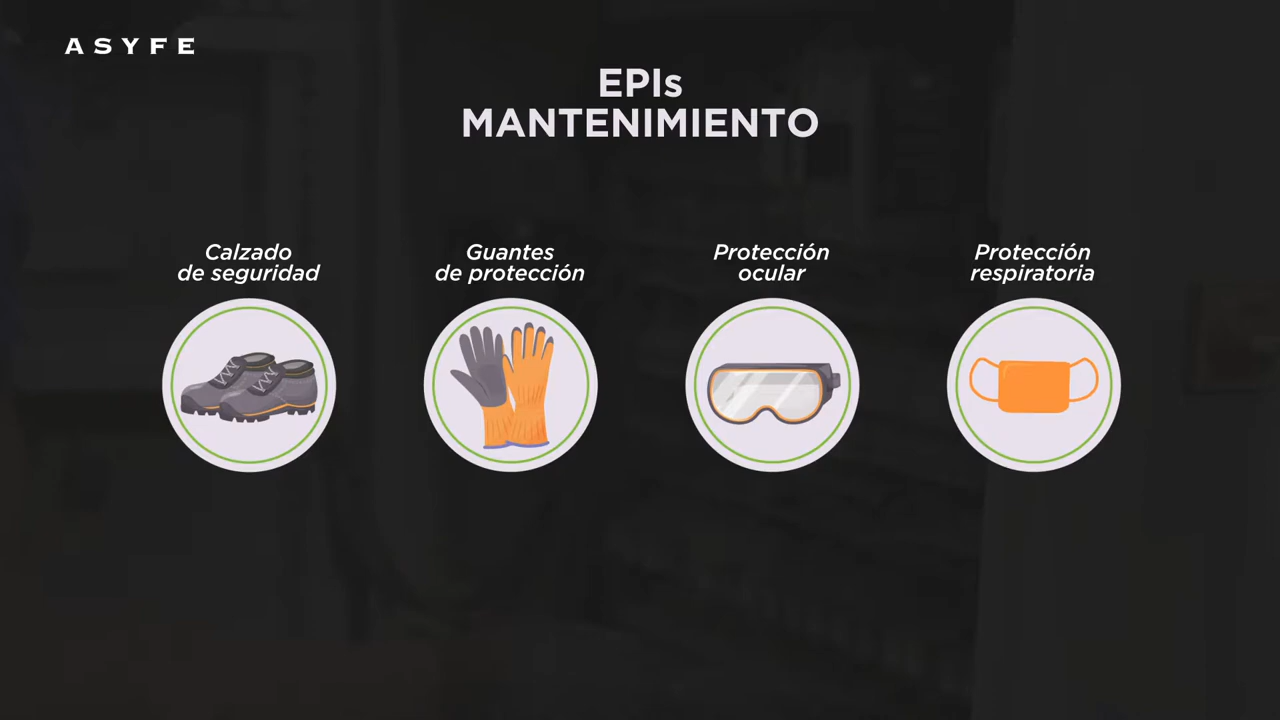 ASYFE
EPIs
MANTENIMIENTO
Calzado
de seguridad
Guantes
de protección
Protección
ocular
Protección
respiratoria